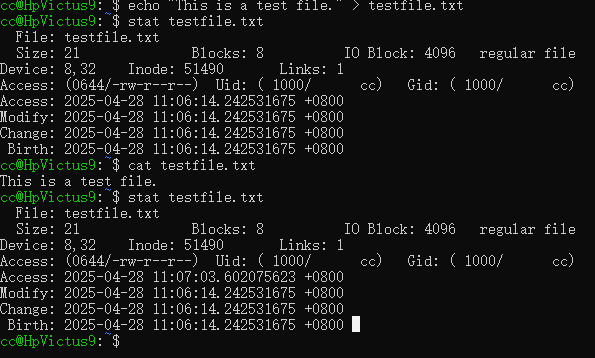 cc@HpVictus9:~$ echo "This is a test file." > testfile.txt
cc@HpVictus9:~$ stat testfile.txt
  File: testfile.txt
  Size: 21              Blocks: 8          IO Block: 4096   regular file
Device: 8,32    Inode: 51490       Links: 1
Access: (0644/-rw-r--r--)  Uid: ( 1000/      cc)   Gid: ( 1000/      cc)
Access: 2025-04-28 11:06:14.242531675 +0800
Modify: 2025-04-28 11:06:14.242531675 +0800
Change: 2025-04-28 11:06:14.242531675 +0800
 Birth: 2025-04-28 11:06:14.242531675 +0800
cc@HpVictus9:~$ cat testfile.txt
This is a test file.
cc@HpVictus9:~$ stat testfile.txt
  File: testfile.txt
  Size: 21              Blocks: 8          IO Block: 4096   regular file
Device: 8,32    Inode: 51490       Links: 1
Access: (0644/-rw-r--r--)  Uid: ( 1000/      cc)   Gid: ( 1000/      cc)
Access: 2025-04-28 11:07:03.602075623 +0800
Modify: 2025-04-28 11:06:14.242531675 +0800
Change: 2025-04-28 11:06:14.242531675 +0800
 Birth: 2025-04-28 11:06:14.242531675 +0800
cc@HpVictus9:~$